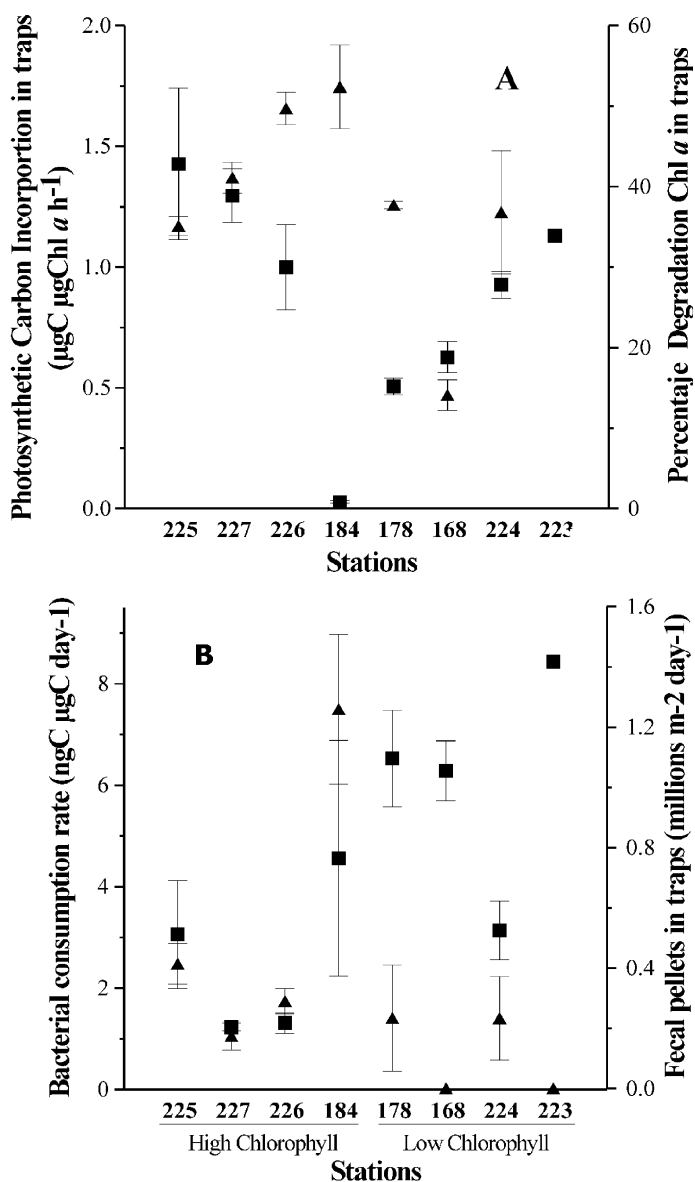 Photosynthetic Carbon Incorportion in traps
(μgC μgChl a h-1)
2.0
1.5
1.0
0.5
0.0
A
60
40
20
0
Percentaje Degradation Chl a in traps
225 227 226 184 178 168 224 223*
Stations
Bacterial consumption rate (ngC μgC day-1)
8
6
4
2
0
B
1.6
1.2
0.8
0.4
0.0
Fecal pellets in traps (millions m-2 day-1)
225 227 226 184 178 168 224 223
High Chlorophyll Low Chlorophyll
Stations